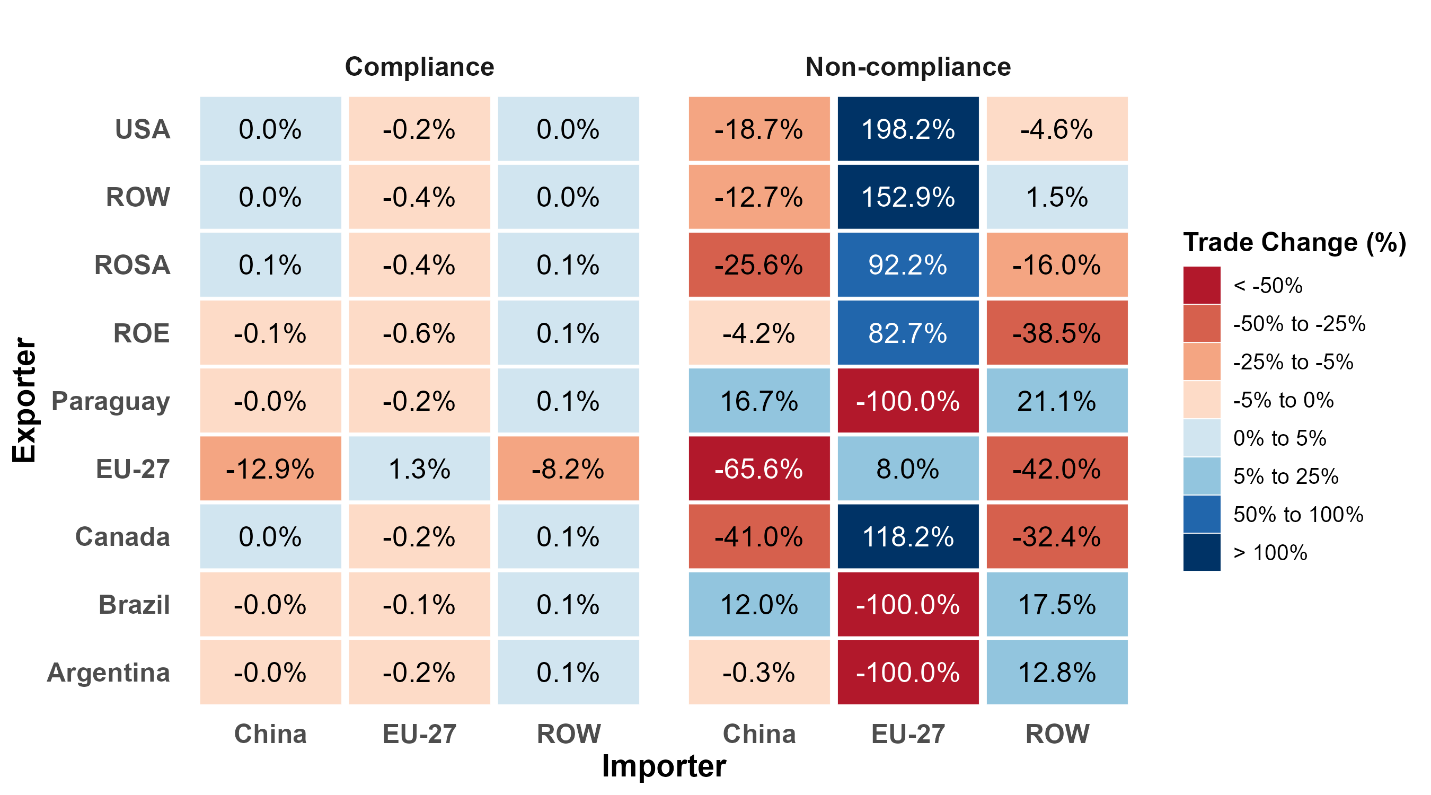 Compliance Non-compliance
USA 0.0% -0.2% 0.0% -18.7% 198.2% -4.6%
ROW 0.0% -0.4% 0.0% -12.7% 152.9% 1.5%
ROSA 0.1% -0.4% 0.1% -25.6% 92.2% -16.0%
ROE -0.1% -0.6% 0.1% -4.2% 82.7% -38.5%
Paraguay -0.0% -0.2% 0.1% 16.7% -100.0% 21.1%
EU-27 -12.9% 1.3% -8.2% -65.6% 8.0% -42.0%
Canada 0.0% -0.2% 0.1% -41.0% 118.2% -32.4%
Brazil -0.0% -0.1% 0.1% 12.0% -100.0% 17.5%
Argentina -0.0% -0.2% 0.1% -0.3% -100.0% 12.8%
China EU-27 ROW China EU-27 ROW
Importer
Exporter
Trade Change (%)
< -50%
-50% to -25%
-25% to -5%
-5% to 0%
0% to 5%
5% to 25%
50% to 100%
> 100%